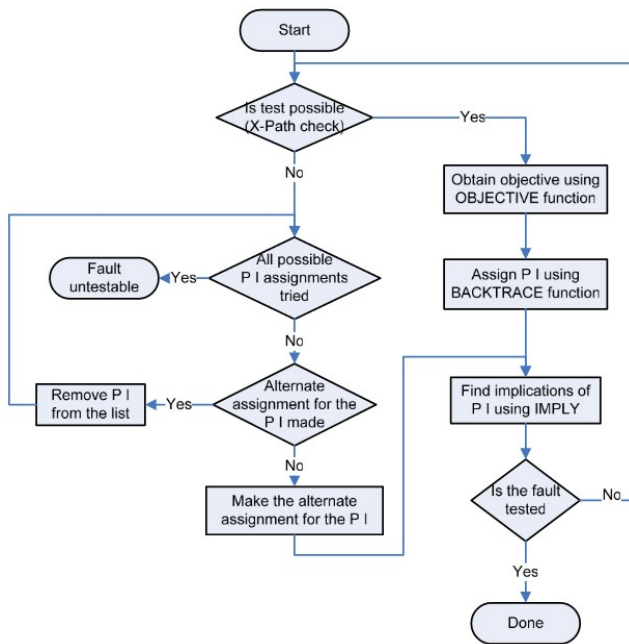 Start
Is test possible
(X-Path check)
Yes
No
Obtain objective using
OBJECTIVE function
All possible
P I assignments
tried
Yes
Fault
untestable
Assign P I using
BACKTRACE function
No
Alternate
assignment for the
P I made
Yes
Remove P I
from the list
Find implications of
P I using IMPLY
No
Make the alternate
assignment for the P I
Is the fault
tested
No
Yes
Done